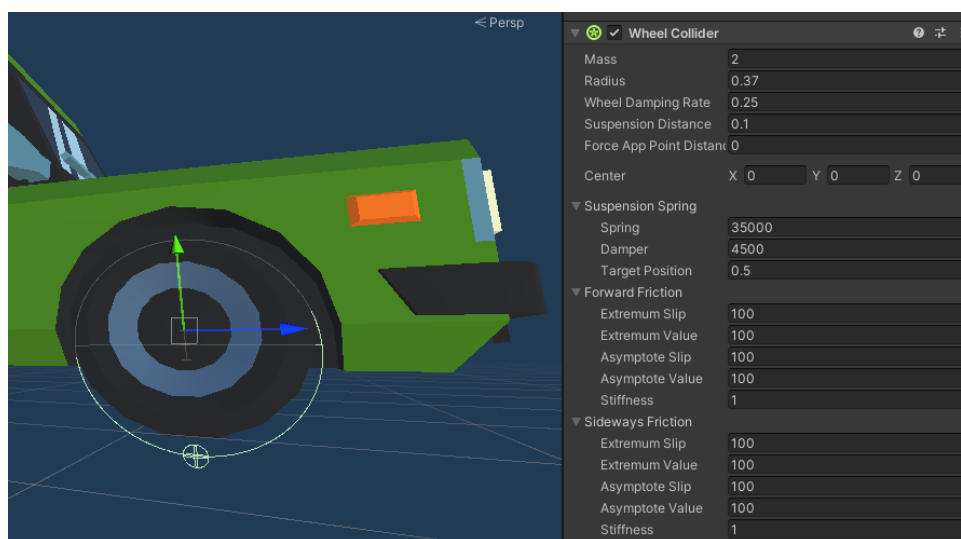 Persp
Wheel Collider
Mass 2
Radius 0.37
Wheel Damping Rate 0.25
Suspension Distance 0.1
Force App Point Distanc 0
Center X 0 Y 0 Z 0
Suspension Spring
Spring 35000
Damper 4500
Target Position 0.5
Forward Friction
Extremum Slip 100
Extremum Value 100
Asymptote Slip 100
Asymptote Value 100
Stiffness 1
Sideways Friction
Extremum Slip 100
Extremum Value 100
Asymptote Slip 100
Asymptote Value 100
Stiffness 1